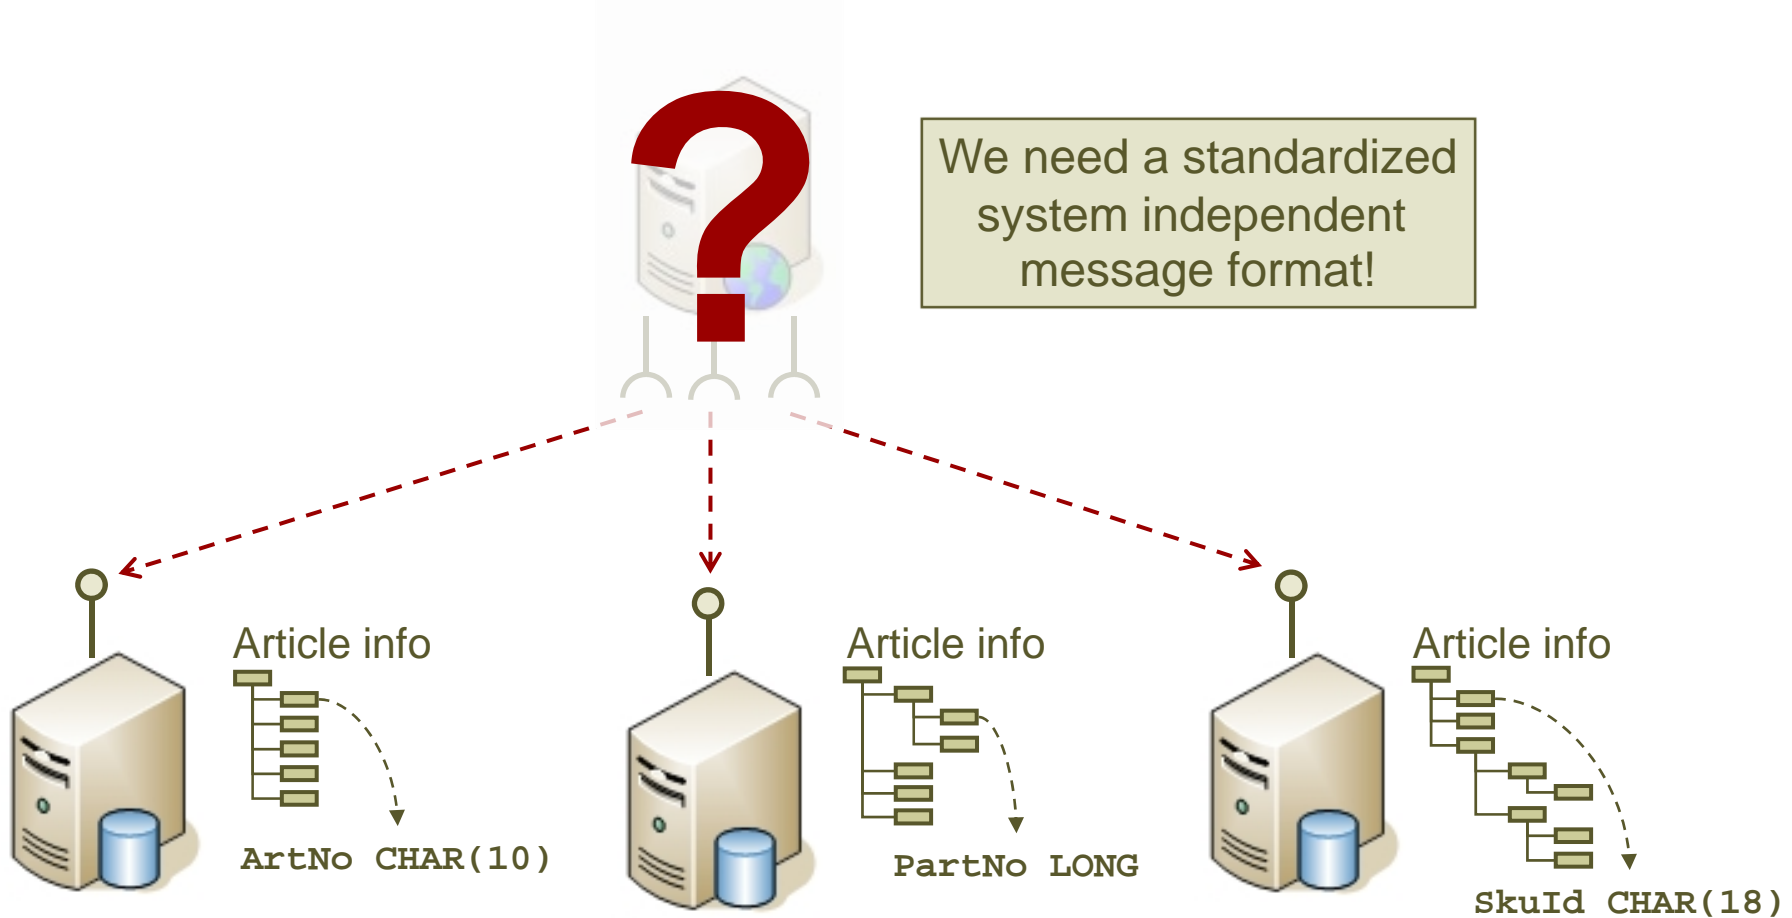 ?
We need a standardized
system independent
message format!
Article info
Article info
Article info
ArtNo CHAR(10)
PartNo LONG
SkuId CHAR(18)